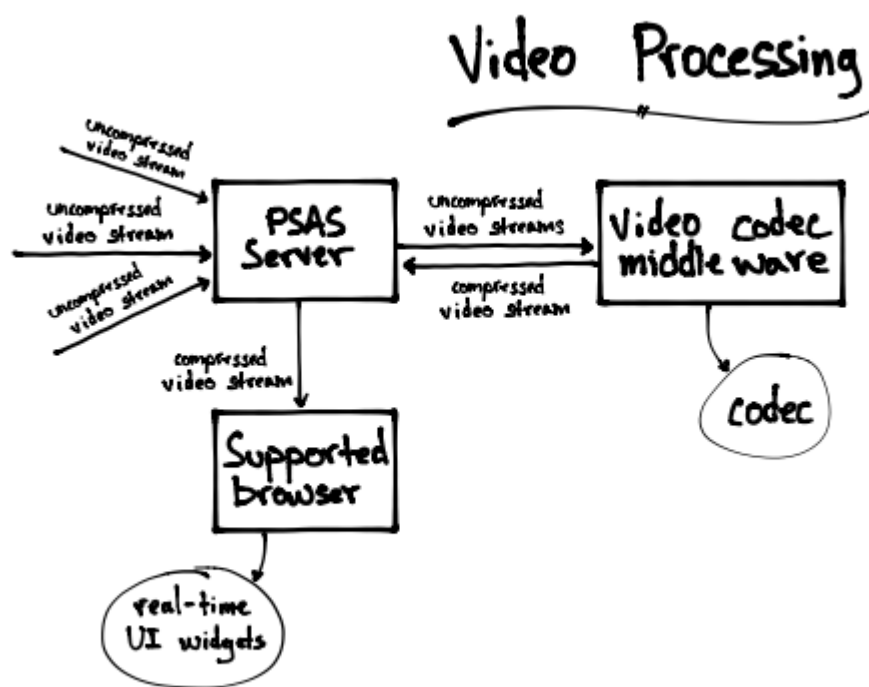 Video Processing
uncompressed
video stream
uncompressed
video stream
uncompressed
video stream
PSAS
Server
uncompressed
video streams
compressed
video stream
Video codec
middleware
compressed
video stream
codec
Supported
browser
real-time
UI widgets